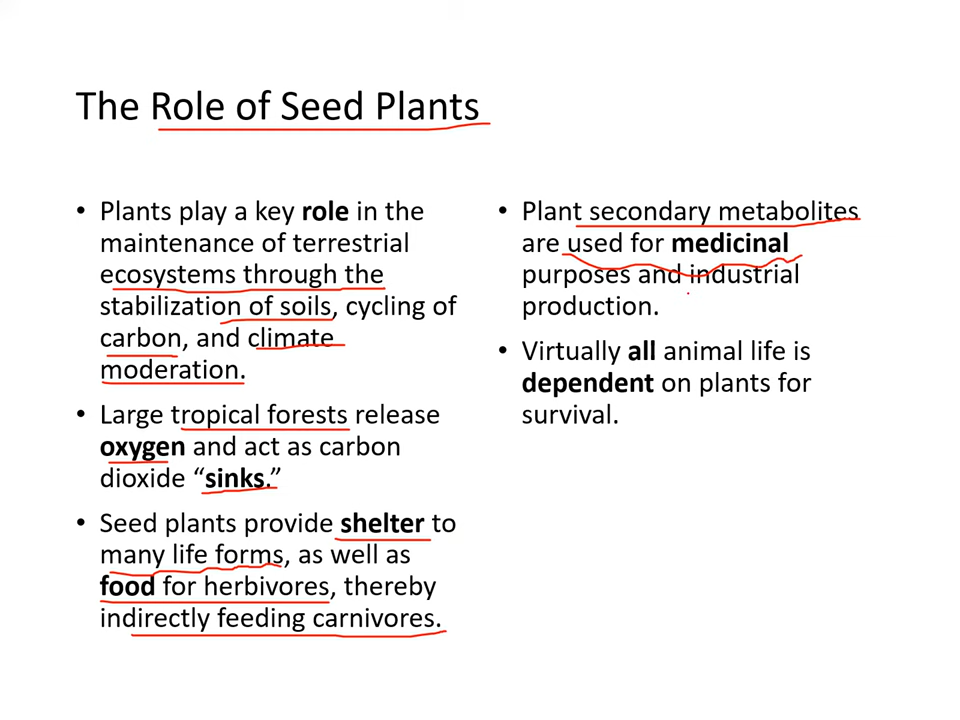 The Role of Seed Plants
• Plants play a key role in the
maintenance of terrestrial
ecosystems through the
stabilization of soils, cycling of
carbon, and climate
moderation.
• Large tropical forests release
oxygen and act as carbon
dioxide “sinks.”
• Seed plants provide shelter to
many life forms, as well as
food for herbivores, thereby
indirectly feeding carnivores.
• Plant secondary metabolites
are used for medicinal
purposes and industrial
production.
• Virtually all animal life is
dependent on plants for
survival.